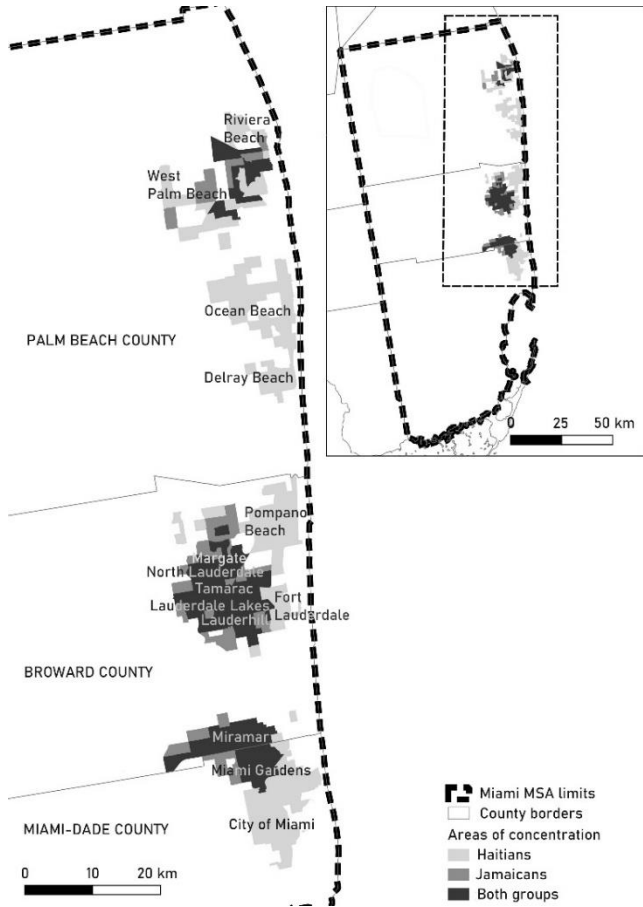 Riviera
Beach
West
Palm Beach
Ocean Beach
PALM BEACH COUNTY
Delray Beach
0 25 50 km
Pompano
Beach
Margate
North Lauderdale
Tamarac
Lauderdale Lakes
Fort
Lauderdale
Lauderhill
BROWARD COUNTY
Miramar
Miami Gardens
City of Miami
MIAMI-DADE COUNTY
0 10 20 km
Miami MSA limits
County borders
Areas of concentration
Haitians
Jamaicans
Both groups